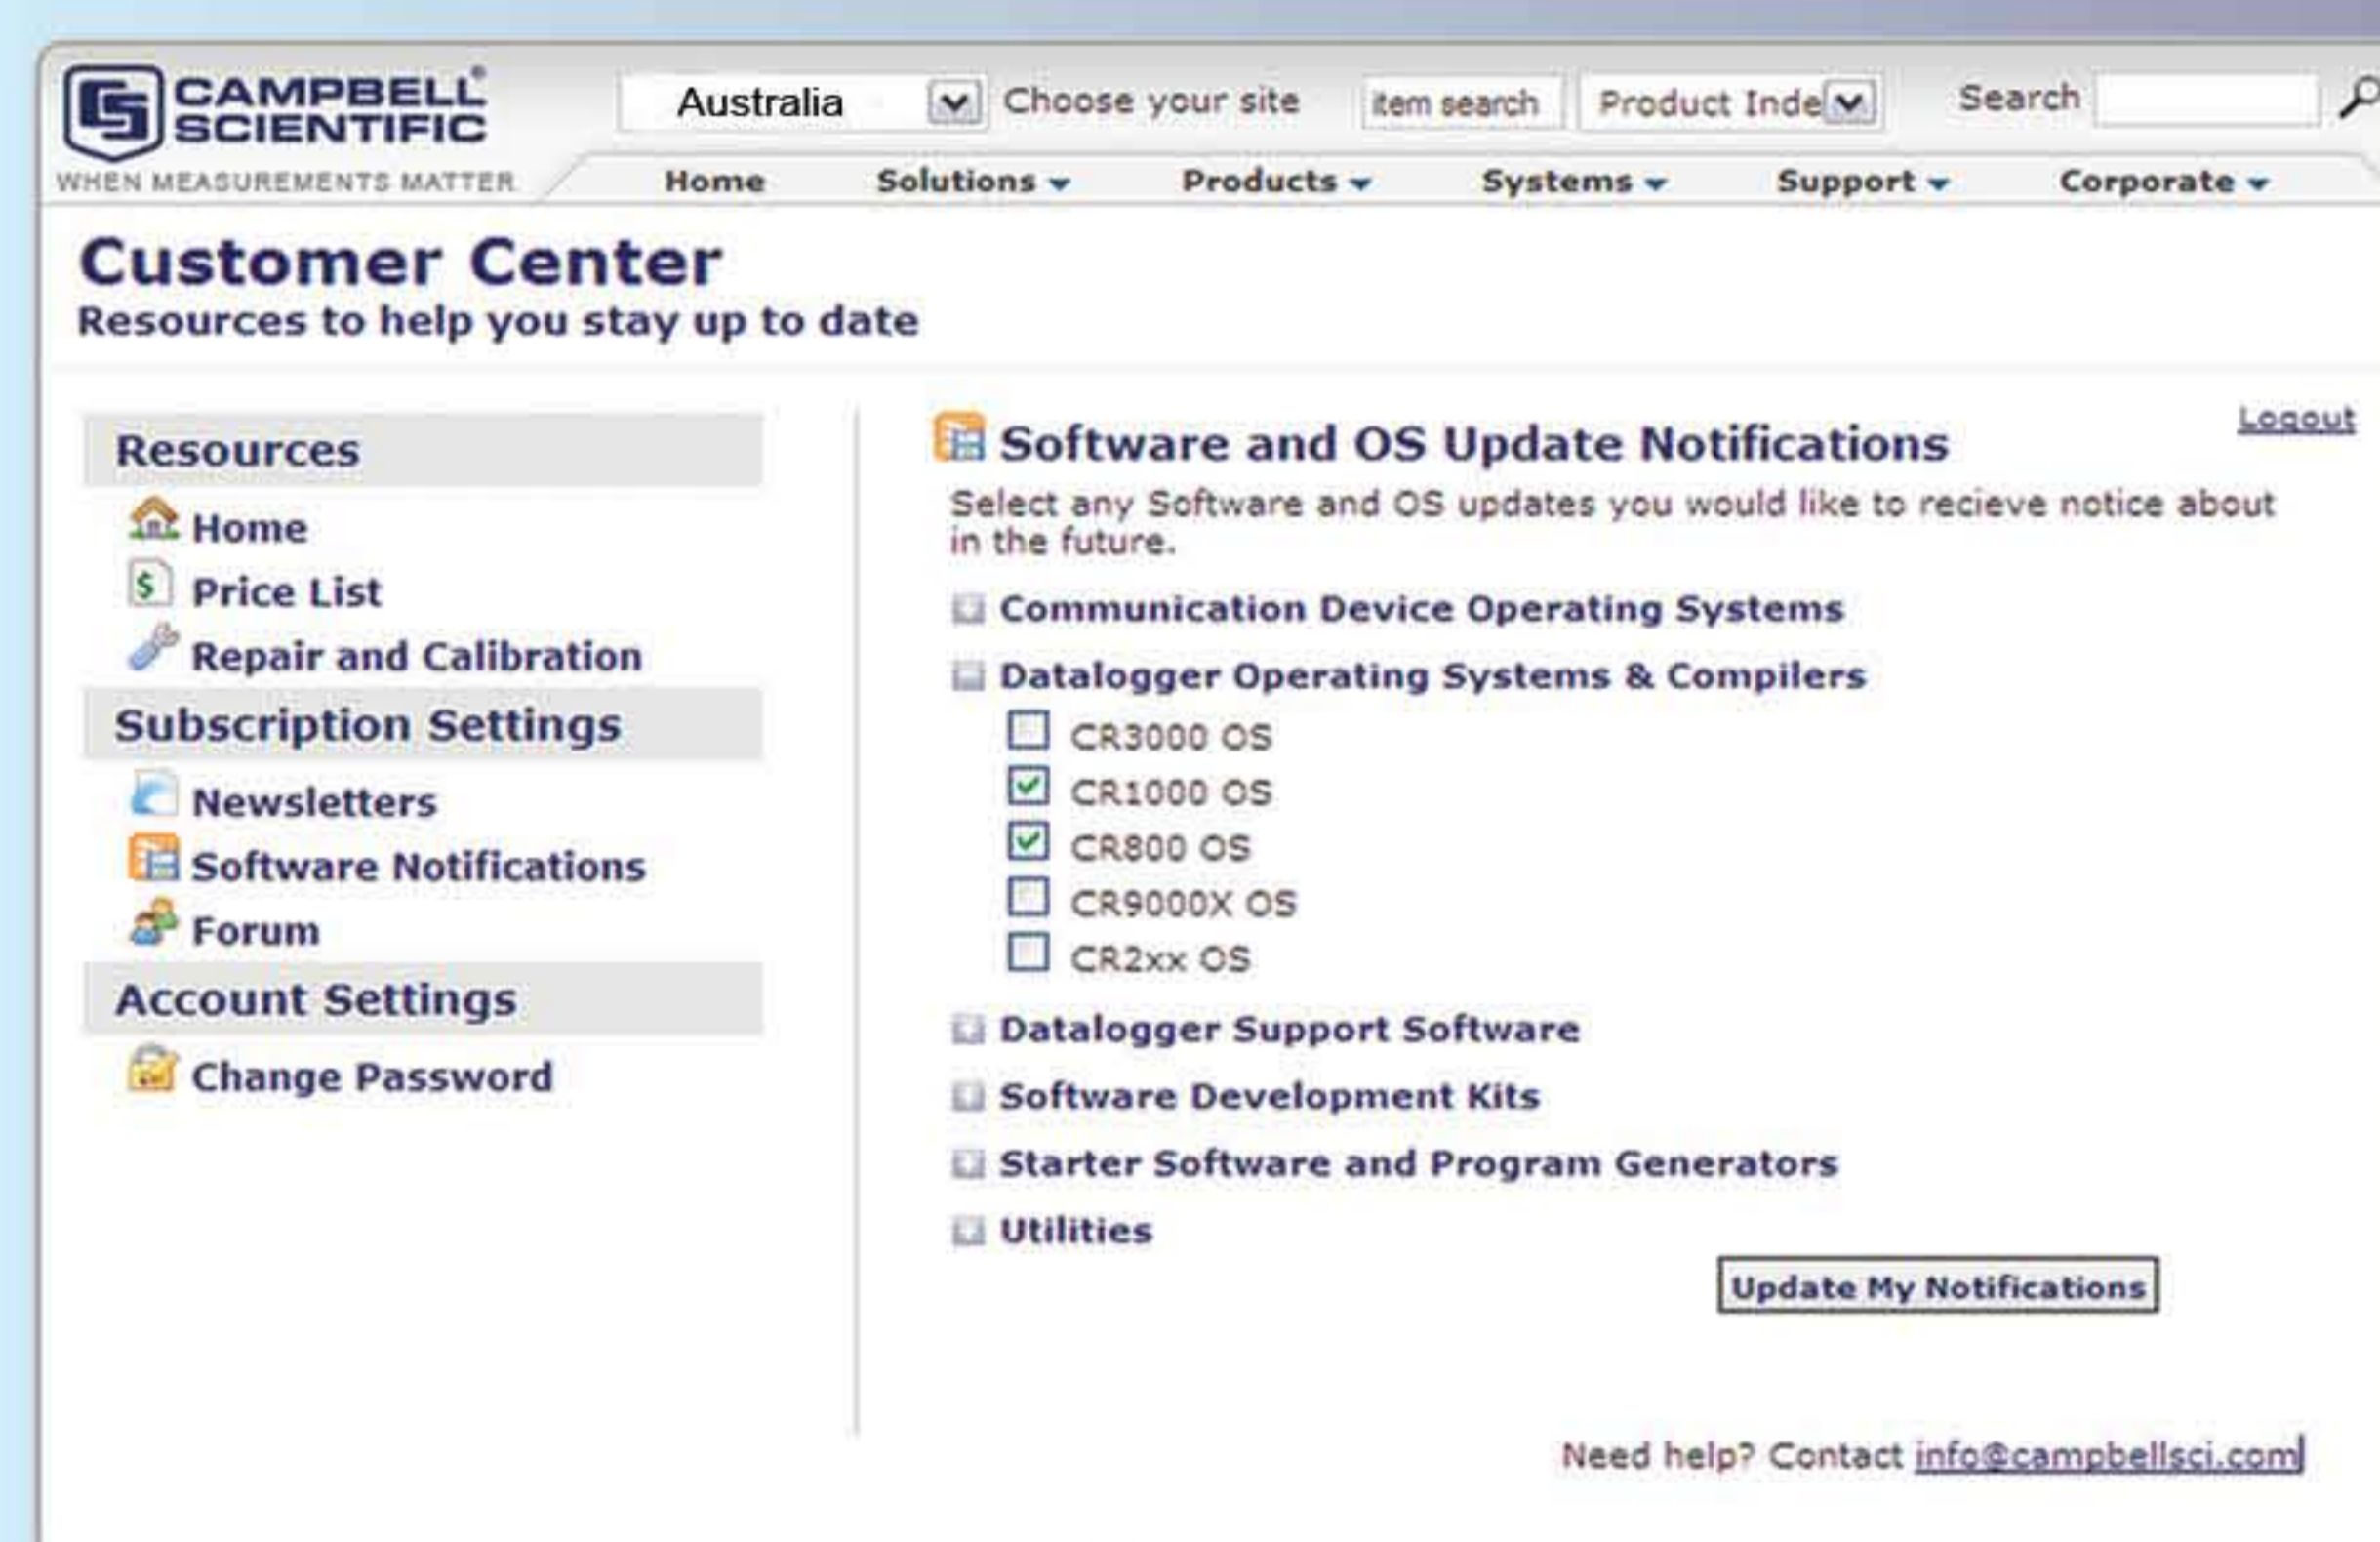 CAMPBELL®
SCIENTIFIC
WHEN MEASUREMENTS MATTER
Australia Choose your site item search Product Inde Search
Home Solutions Products Systems Support Corporate
Customer Center
Resources to help you stay up to date
Resources
Home
Price List
Repair and Calibration
Subscription Settings
Newsletters
Software Notifications
Forum
Account Settings
Change Password
Logout
Software and OS Update Notifications
Select any Software and OS updates you would like to recieve notice about
in the future.
Communication Device Operating Systems
Datalogger Operating Systems & Compilers
CR3000 OS
CR1000 OS
CR800 OS
CR9000X OS
CR2xx OS
Datalogger Support Software
Software Development Kits
Starter Software and Program Generators
Utilities
Update My Notifications
Need help? Contact info@campbellsci.com